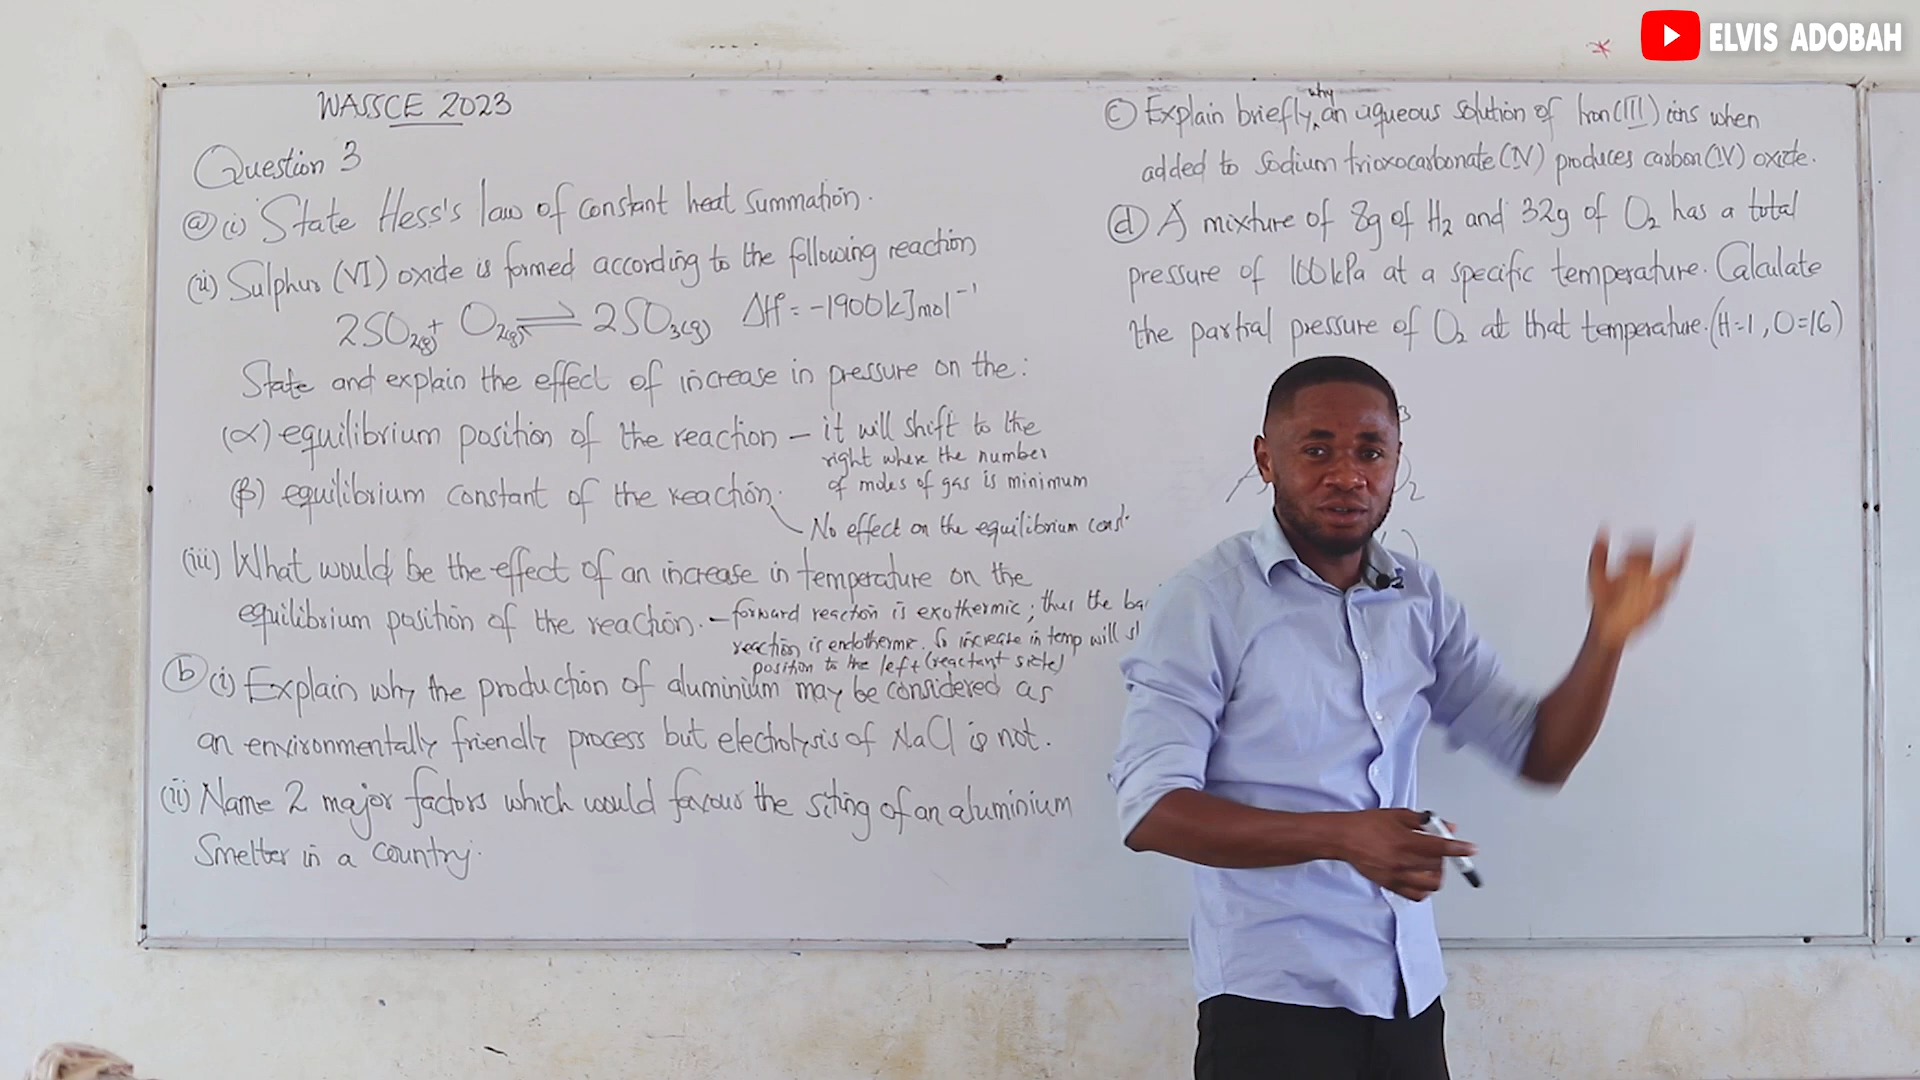 ELVIS ADOBAH
WASSCE 2023
Question 3
(a) (i) State Hess's law of constant heat summation.
(ii) Sulphur (VI) oxide is formed according to the following reaction
2SO2(g) + O2(g) ⇌ 2SO3(g) ΔH = -1900kJmol⁻¹
State and explain the effect of increase in pressure on the:
(α) equilibrium position of the reaction – it will shift to the
right where the number
of moles of gas is minimum
(β) equilibrium constant of the reaction.
No effect on the equilibrium const.
(iii) What would be the effect of an increase in temperature on the
equilibrium position of the reaction. – forward reaction is exothermic; thus the ba
reaction is endothermic. So increase in temp will s
position to the left (reactant side)
(b) (i) Explain why the production of aluminium may be considered as
an environmentally friendly process but electrolysis of NaCl is not.
(ii) Name 2 major factors which would favour the siting of an aluminium
Smelter in a country.
(c) Explain briefly, why an aqueous solution of Iron(III) ions when
added to sodium trioxocarbonate(IV) produces carbon(IV) oxide.
(d) A mixture of 8g of H2 and 32g of O2 has a total
pressure of 100kPa at a specific temperature. Calculate
the partial pressure of O2 at that temperature. (H=1, O=16)